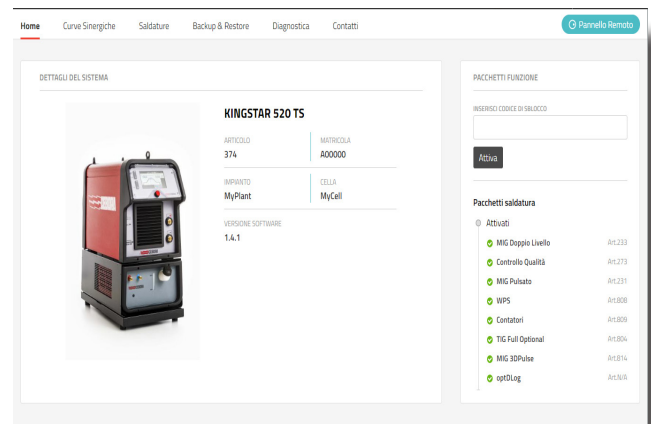 Home Curve Sinergiche Saldature Backup & Restore Diagnostica Contatti Pannello Remoto
DETTAGLI DEL SISTEMA
KINGSTAR 520 TS
ARTICOLO MATRICOLA
374 A00000
IMPIANTO CELLA
MyPlant MyCell
VERSIONE SOFTWARE
1.4.1
PACCHETTI FUNZIONE
INSERISCI CODICE DI SBLOCCO
Attiva
Pacchetti saldatura
Attivati
MIG Doppio Livello Art.233
Controllo Qualità Art.273
MIG Pulsato Art.231
WPS Art.808
Contatori Art.809
TIG Full Optional Art.804
MIG 3DPulse Art.814
optDLog Art.N/A